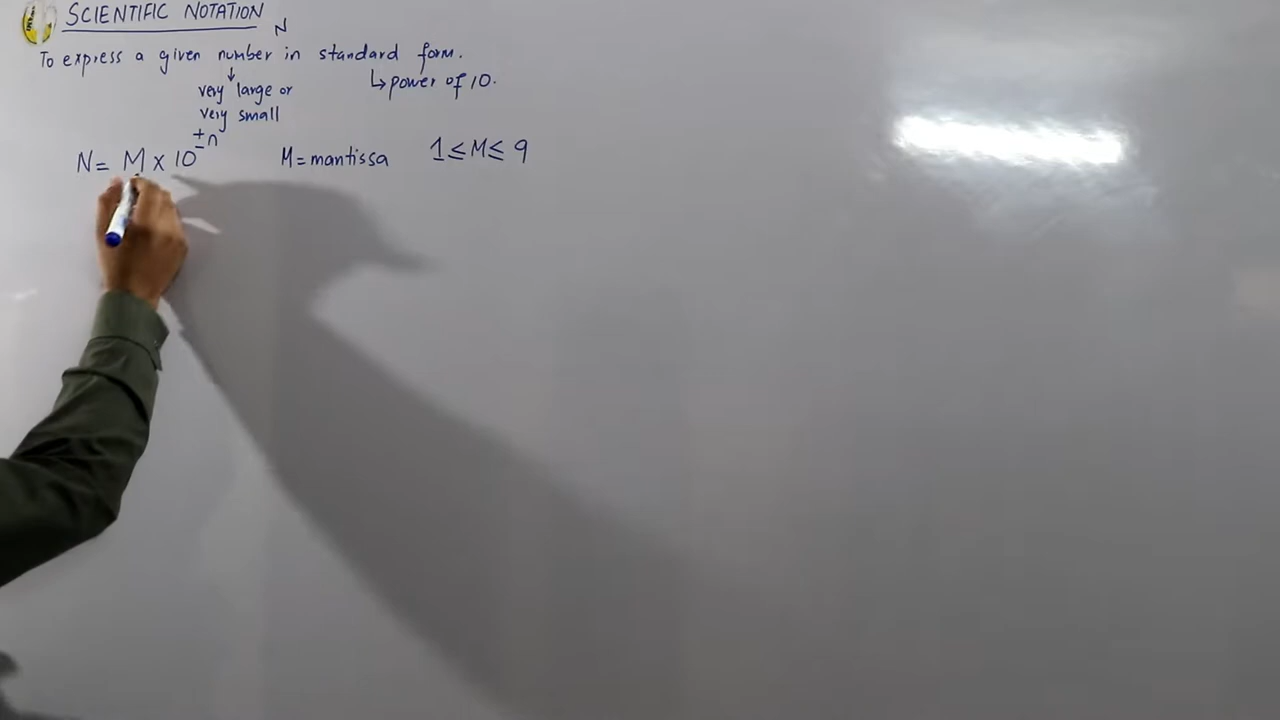 SCIENTIFIC NOTATION
N
To express a given number in standard form.
↓ ↳power of 10.
very large or
very small
N = M × 10^±n M = mantissa 1 ≤ M ≤ 9